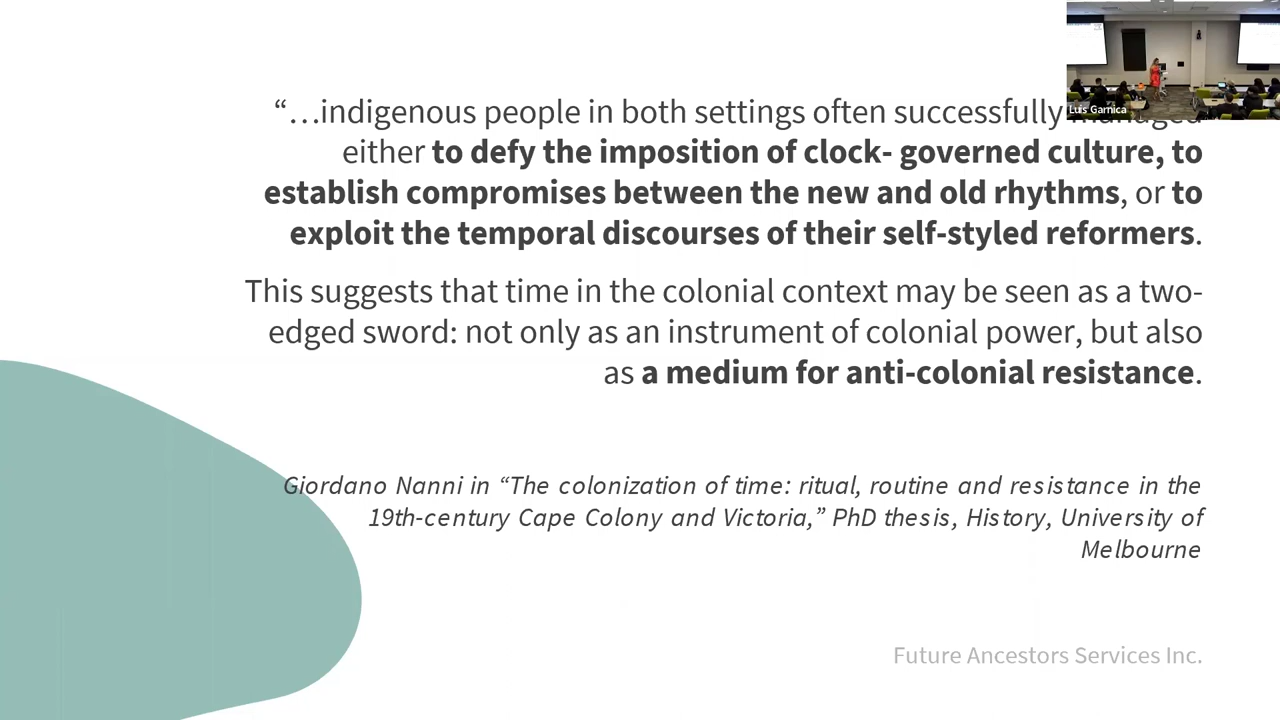 “…indigenous people in both settings often successfully
either to defy the imposition of clock- governed culture, to
establish compromises between the new and old rhythms, or to
exploit the temporal discourses of their self-styled reformers.
This suggests that time in the colonial context may be seen as a two-
edged sword: not only as an instrument of colonial power, but also
as a medium for anti-colonial resistance.
Giordano Nanni in “The colonization of time: ritual, routine and resistance in the
19th-century Cape Colony and Victoria,” PhD thesis, History, University of
Melbourne
Future Ancestors Services Inc.
Luis Garnica